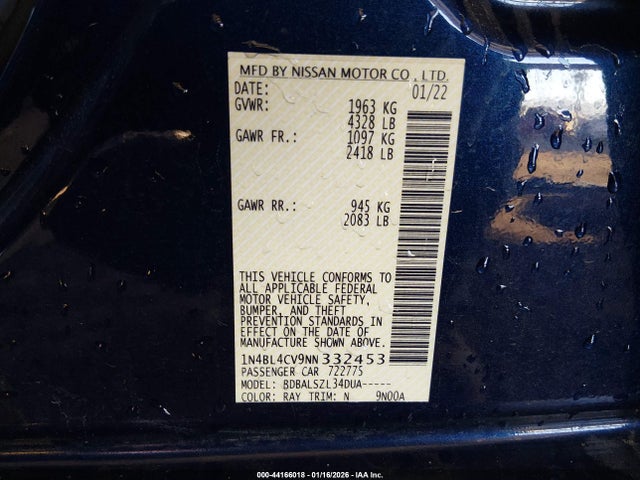 MFD BY NISSAN MOTOR CO., LTD.
DATE: 01/22
GVWR: 1963 KG
4328 LB
GAWR FR.: 1097 KG
2418 LB
GAWR RR.: 945 KG
2083 LB
THIS VEHICLE CONFORMS TO
ALL APPLICABLE FEDERAL
MOTOR VEHICLE SAFETY,
BUMPER, AND THEFT
PREVENTION STANDARDS IN
EFFECT ON THE DATE OF
MANUFACTURE SHOWN ABOVE.
1N4BL4CV9NN332453
PASSENGER CAR 722775
MODEL: BDBALSZL34DUA-----
COLOR: RAY TRIM: N 9N00A
000-44166018 - 01/16/2026 - IAA Inc.